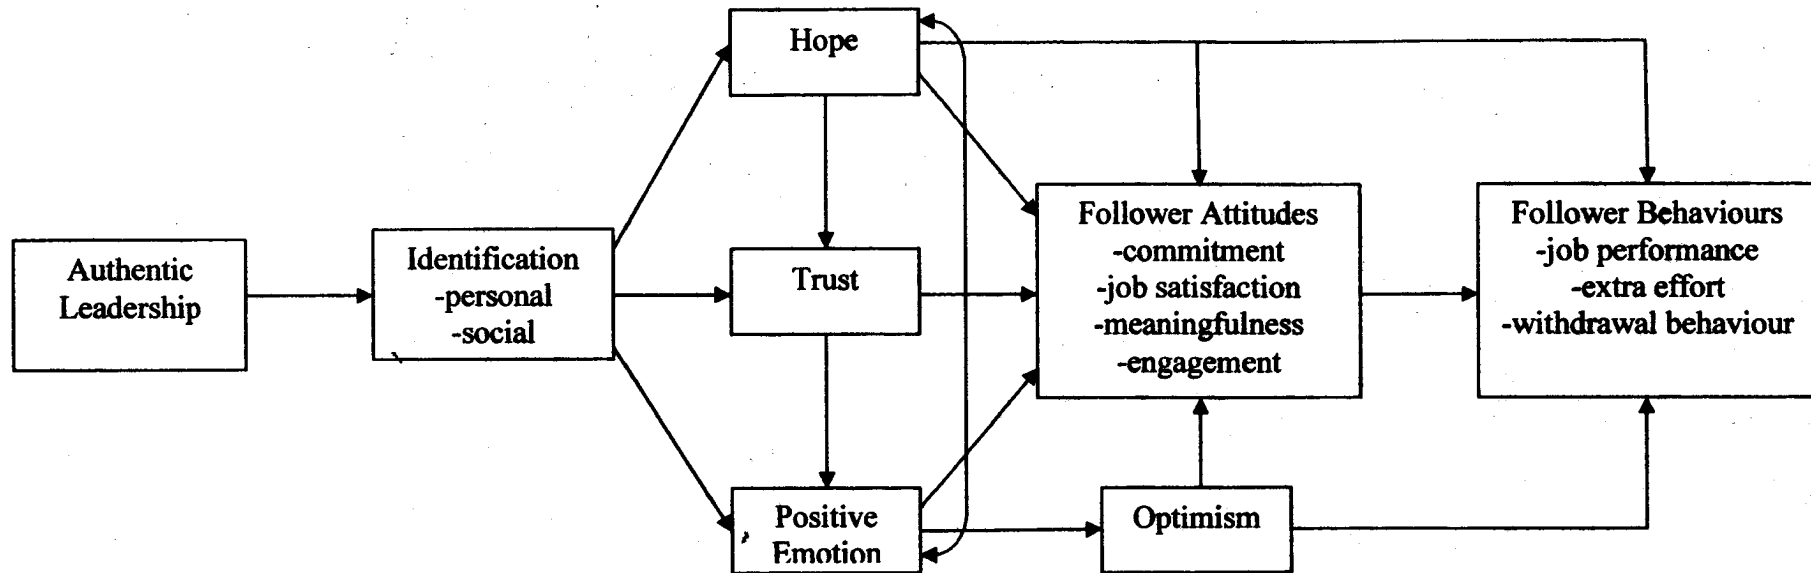 Hope
Authentic
Leadership
Identification
-personal
-social
Trust
Follower Attitudes
-commitment
-job satisfaction
-meaningfulness
-engagement
Follower Behaviours
-job performance
-extra effort
-withdrawal behaviour
Positive
Emotion
Optimism